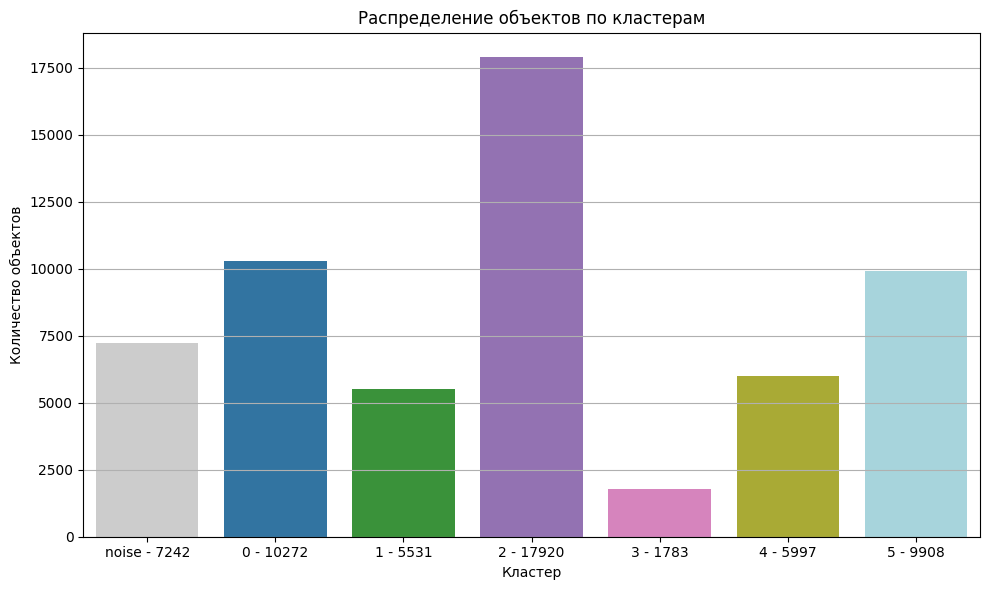 Распределение объектов по кластерам
Количество объектов
17500
15000
12500
10000
7500
5000
2500
0
noise - 7242
0 - 10272
1 - 5531
2 - 17920
3 - 1783
4 - 5997
5 - 9908
Кластер